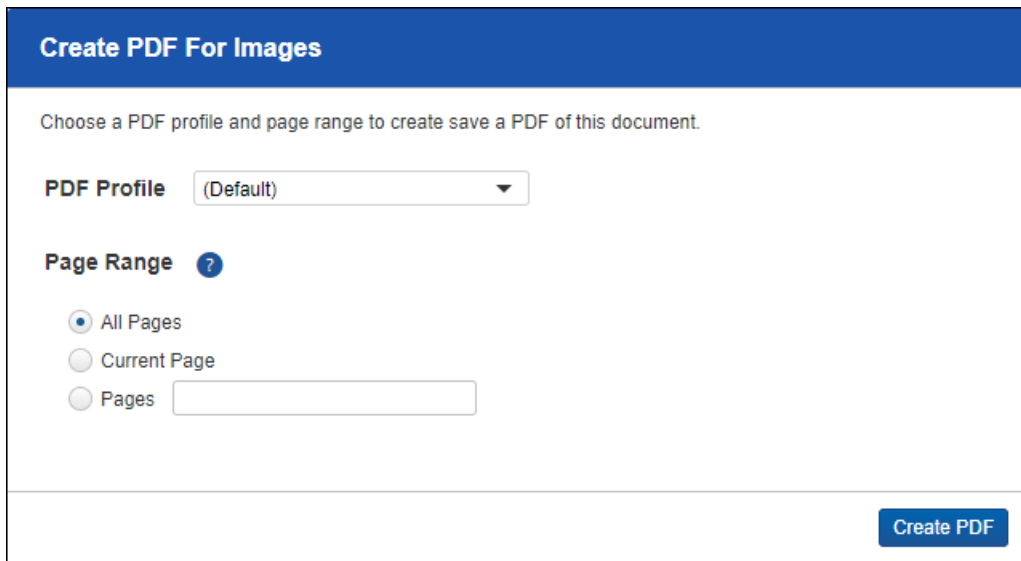 Create PDF For Images
Choose a PDF profile and page range to create save a PDF of this document.
PDF Profile (Default)
Page Range ?
All Pages
Current Page
Pages
Create PDF